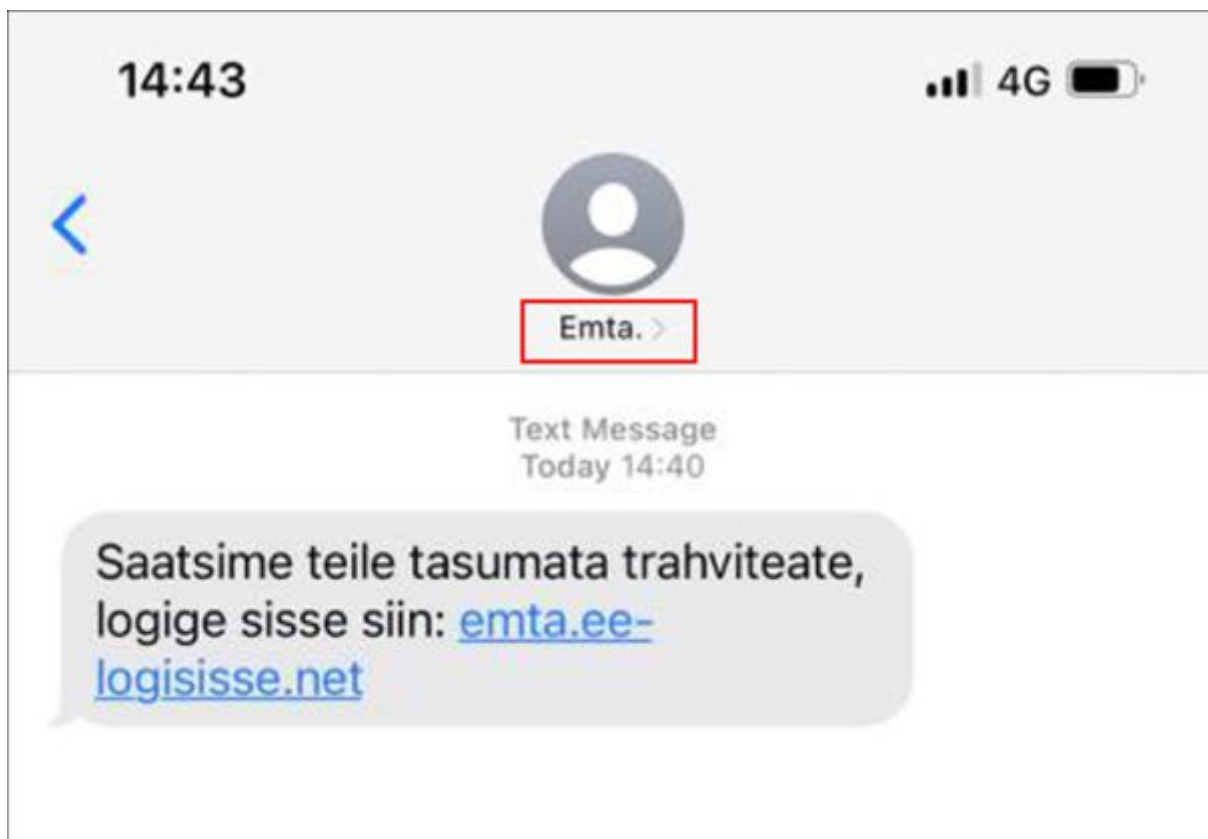 14:43 4G
Emta.
Text Message
Today 14:40
Saatsime teile tasumata trahviteate,
logige sisse siin: emta.ee-
logisisse.net